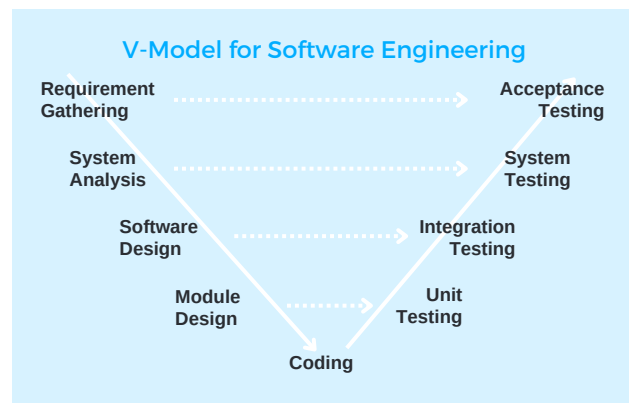 V-Model for Software Engineering
Requirement
Gathering
Acceptance
Testing
System
Analysis
System
Testing
Software
Design
Integration
Testing
Module
Design
Unit
Testing
Coding